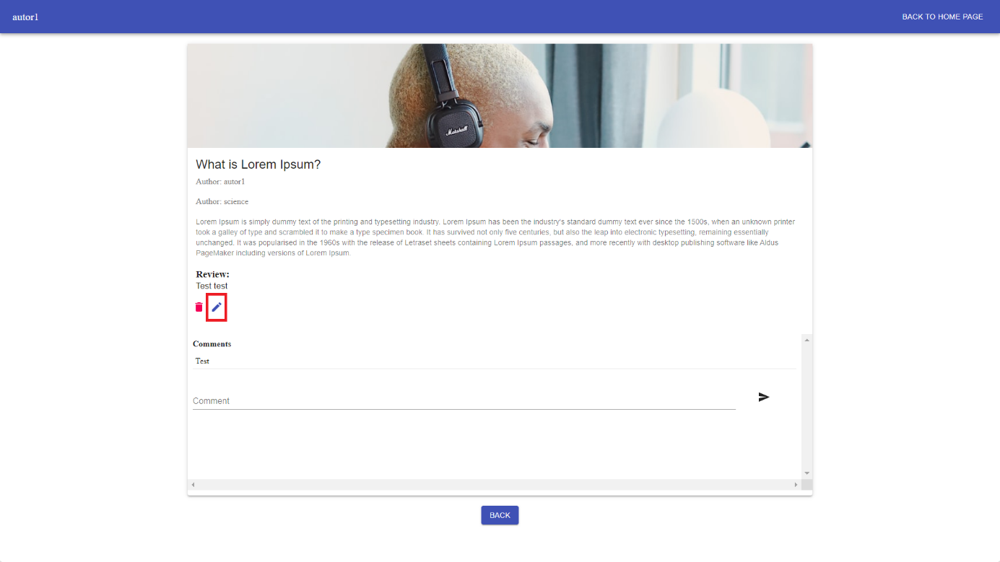 autor1
BACK TO HOME PAGE
Marshall
What is Lorem Ipsum?
Author: autor1
Author: science
Lorem Ipsum is simply dummy text of the printing and typesetting industry. Lorem Ipsum has been the industry's standard dummy text ever since the 1500s, when an unknown printer
took a galley of type and scrambled it to make a type specimen book. It has survived not only five centuries, but also the leap into electronic typesetting, remaining essentially
unchanged. It was popularised in the 1960s with the release of Letraset sheets containing Lorem Ipsum passages, and more recently with desktop publishing software like Aldus
PageMaker including versions of Lorem Ipsum.
Review:
Test test
Comments
Test
Comment
BACK